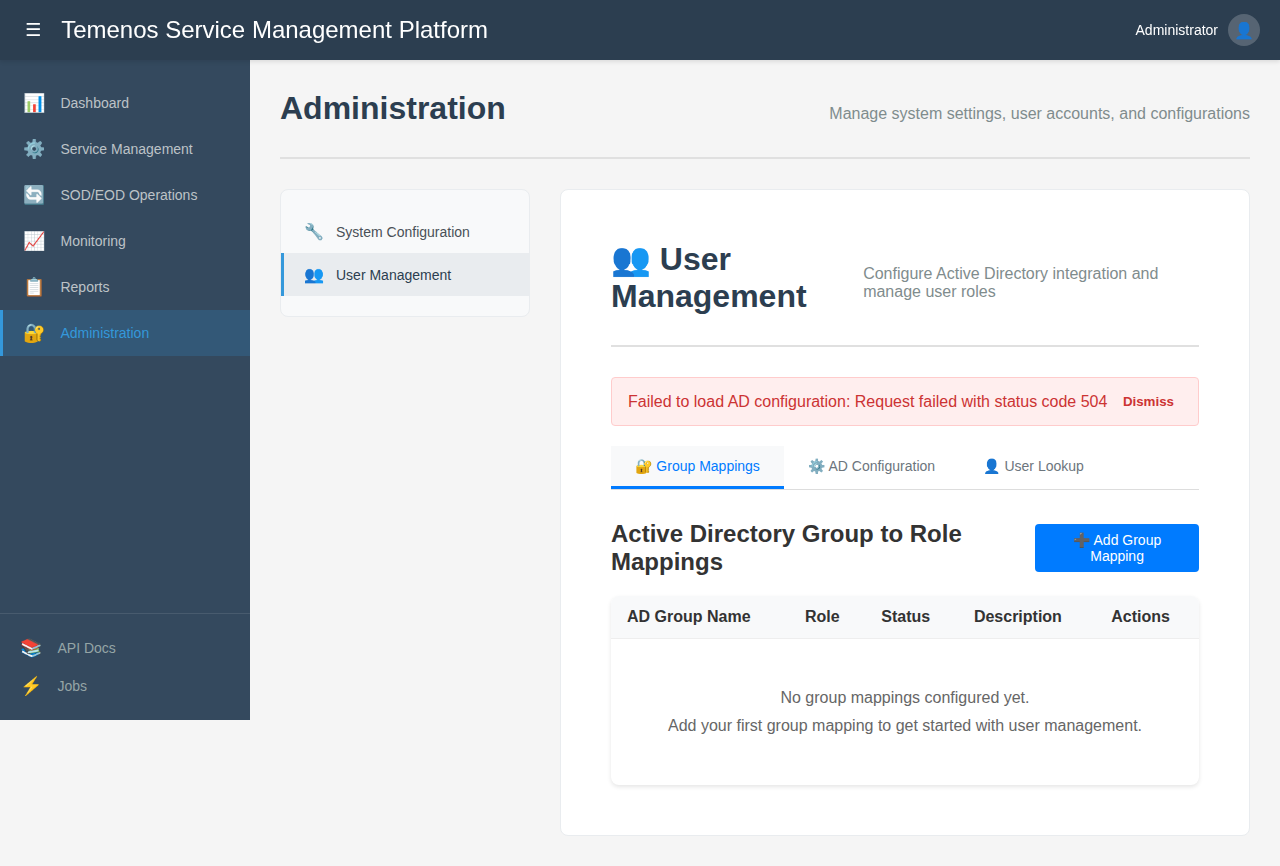 ☰ Temenos Service Management Platform
Administrator 👤
📊 Dashboard
⚙️ Service Management
🔄 SOD/EOD Operations
📈 Monitoring
📋 Reports
🔐 Administration
📚 API Docs
⚡ Jobs
Administration
Manage system settings, user accounts, and configurations
🔧 System Configuration
👥 User Management
👥 User
Management
Configure Active Directory integration and
manage user roles
Failed to load AD configuration: Request failed with status code 504 Dismiss
🔐 Group Mappings ⚙️ AD Configuration 👤 User Lookup
Active Directory Group to Role
Mappings
➕ Add Group
Mapping
AD Group Name Role Status Description Actions
No group mappings configured yet.
Add your first group mapping to get started with user management.